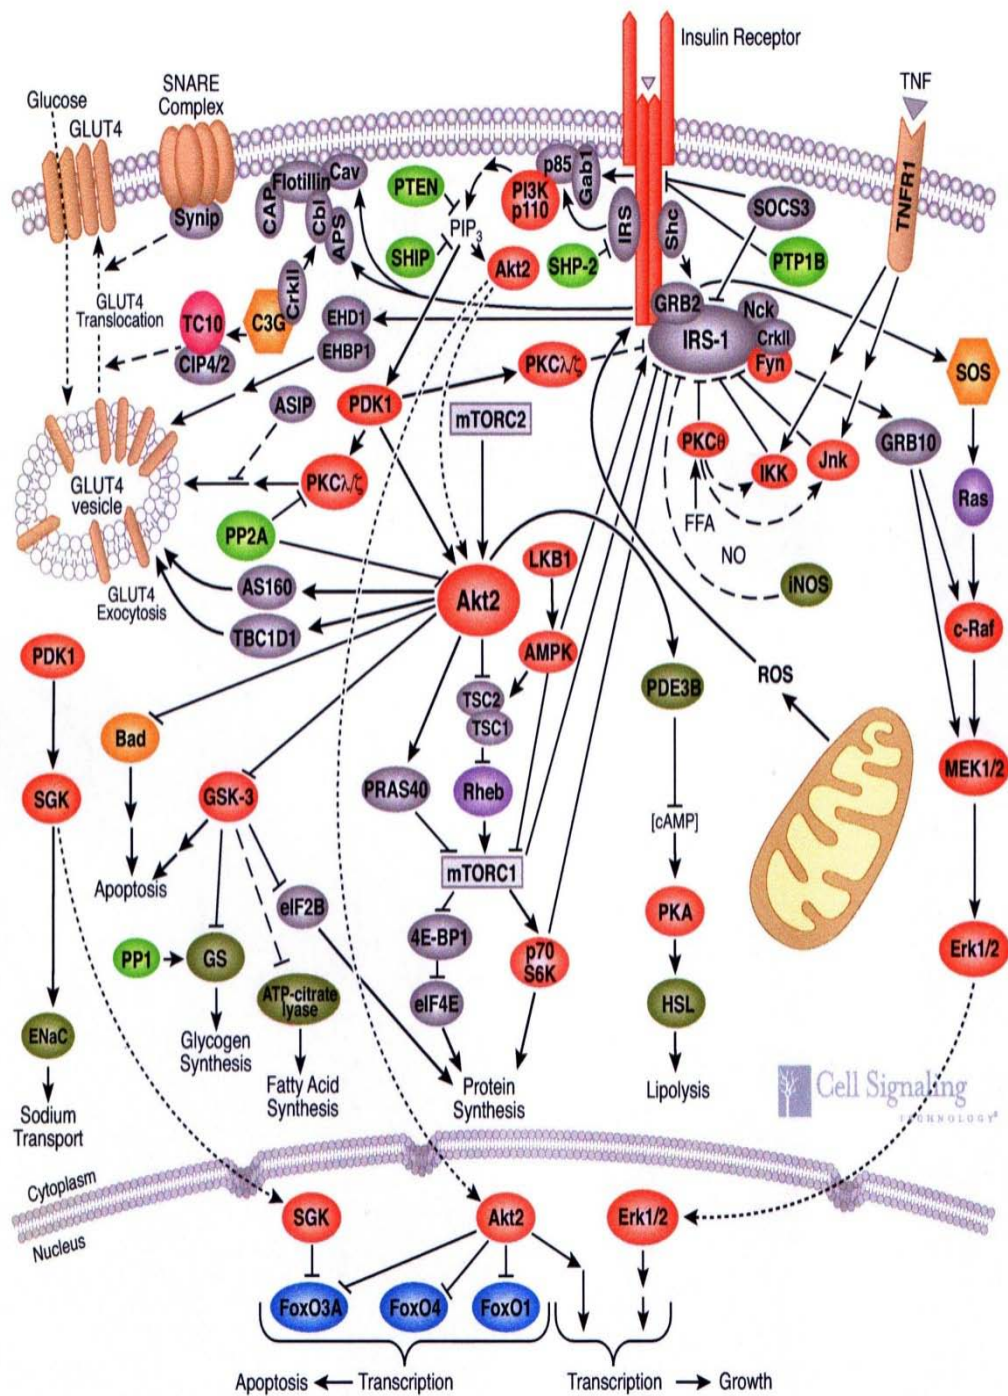 Insulin Receptor
TNF
SNARE
Complex
Glucose
GLUT4
TNFR1
p85
Gab1
PI3K
p110
Cav
Flotillin
CAP
Cbl
APS
PTEN
PIP3
SHIP
Synip
IRS
Shc
SOCS3
PTP1B
SHP-2
Akt2
GLUT4
Translocation
TC10
CIP4/2
C3G
CrkII
EHD1
EHBP1
GRB2
IRS-1
Nck
CrkII
Fyn
SOS
PKCλ/ζ
ASIP
PDK1
mTORC2
PKCθ
IKK
Jnk
GRB10
Ras
GLUT4
vesicle
PKCλ/ζ
FFA
NO
PP2A
LKB1
iNOS
GLUT4
Exocytosis
AS160
TBC1D1
Akt2
AMPK
c-Raf
PDK1
TSC2
TSC1
PDE3B
ROS
Bad
SGK
GSK-3
PRAS40
Rheb
MEK1/2
[cAMP]
Apoptosis
mTORC1
eIF2B
4E-BP1
p70
S6K
PKA
Erk1/2
PP1
GS
ATP-citrate
lyase
eIF4E
HSL
ENaC
Glycogen
Synthesis
Fatty Acid
Synthesis
Protein
Synthesis
Lipolysis
Cell Signaling
TECHNOLOGY®
Sodium
Transport
Cytoplasm
Nucleus
SGK
Akt2
Erk1/2
FoxO3A
FoxO4
FoxO1
Apoptosis
Transcription
Transcription
Growth